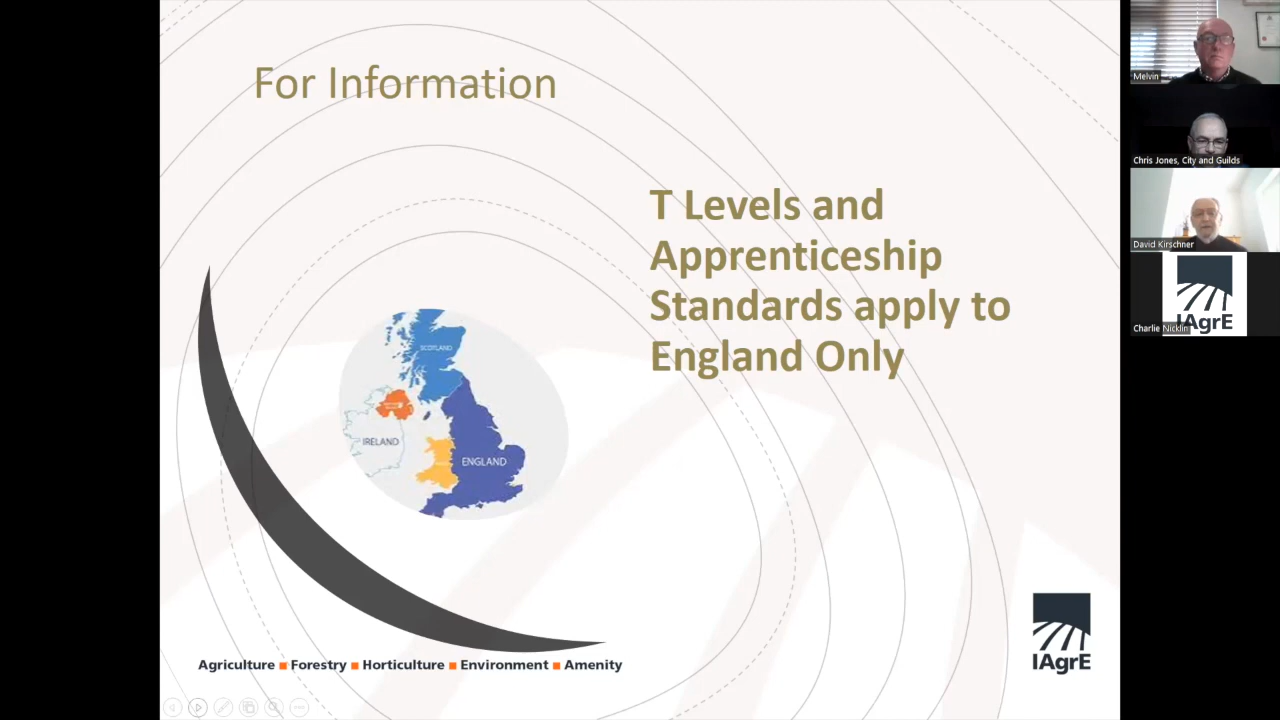 For Information
T Levels and
Apprenticeship
Standards apply to
England Only
SCOTLAND
IRELAND
ENGLAND
Agriculture ■ Forestry ■ Horticulture ■ Environment ■ Amenity
IAgrE
Melvin
Chris Jones, City and Guilds
David Kirschner
IAgrE
Charlie Nicklin